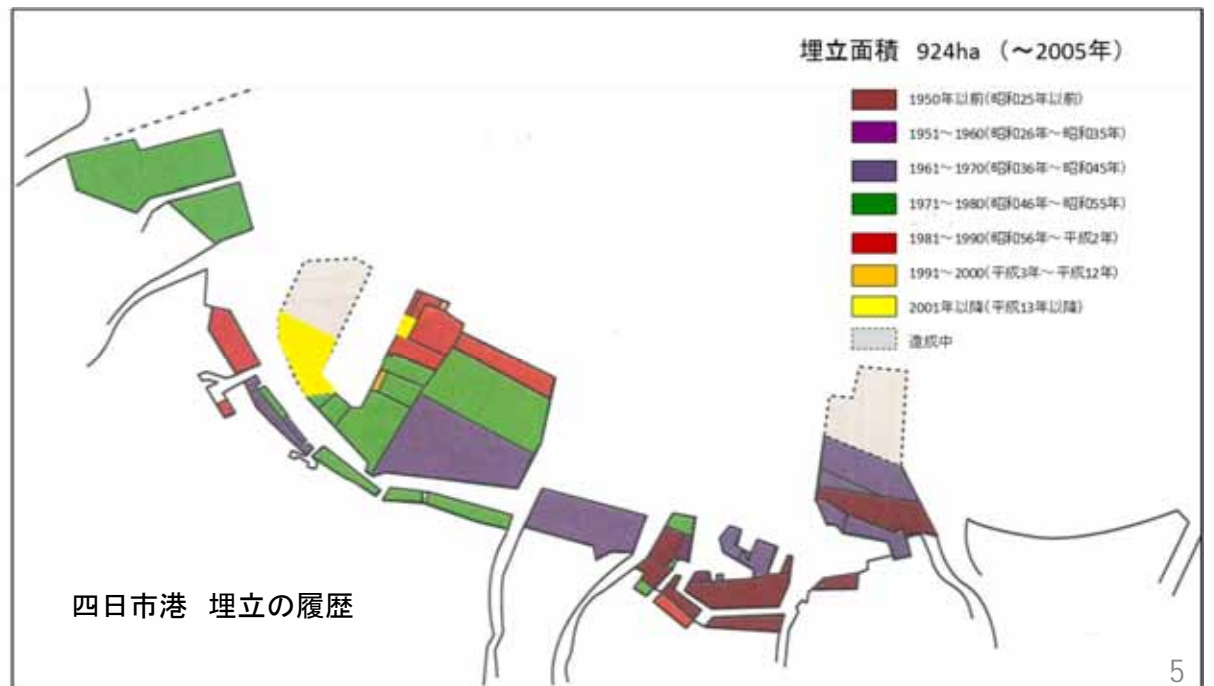 埋立面積 924ha (~2005年)
1950年以前(昭和25年以前)
1951~1960(昭和26年~昭和35年)
1961~1970(昭和36年~昭和45年)
1971~1980(昭和46年~昭和55年)
1981~1990(昭和56年~平成2年)
1991~2000(平成3年~平成12年)
2001年以降(平成13年以降)
造成中
四日市港 埋立の履歴
5